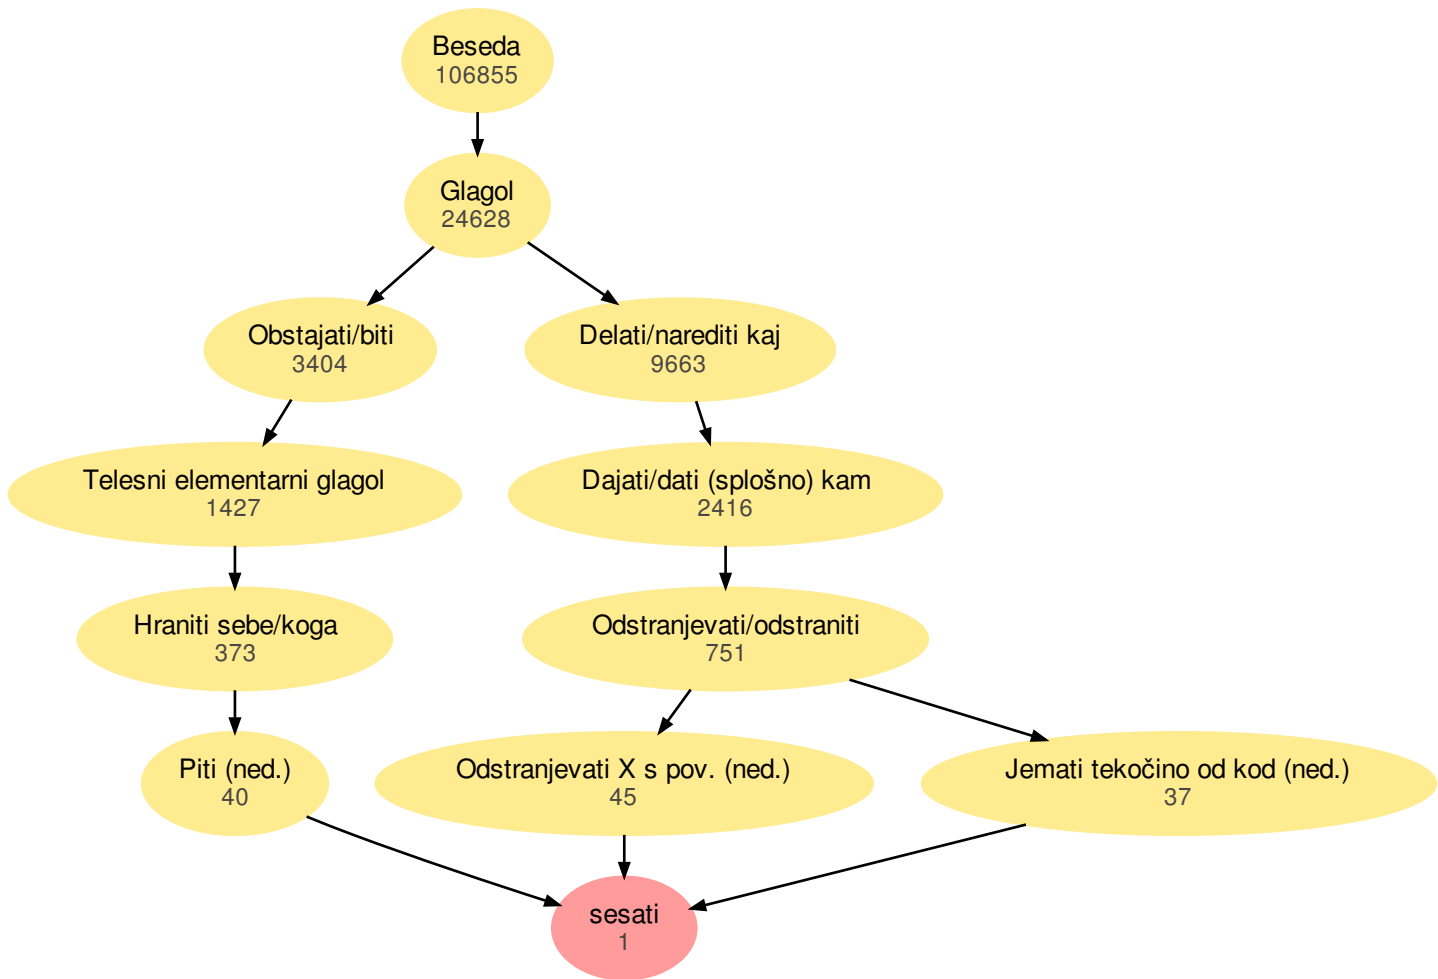 Beseda
106855
Glagol
24628
Obstajati/biti
3404
Delati/narediti kaj
9663
Telesni elementarni glagol
1427
Dajati/dati (splošno) kam
2416
Hraniti sebe/koga
373
Odstranjevati/odstraniti
751
Piti (ned.)
40
Odstranjevati X s pov. (ned.)
45
Jemati tekočino od kod (ned.)
37
sesati
1